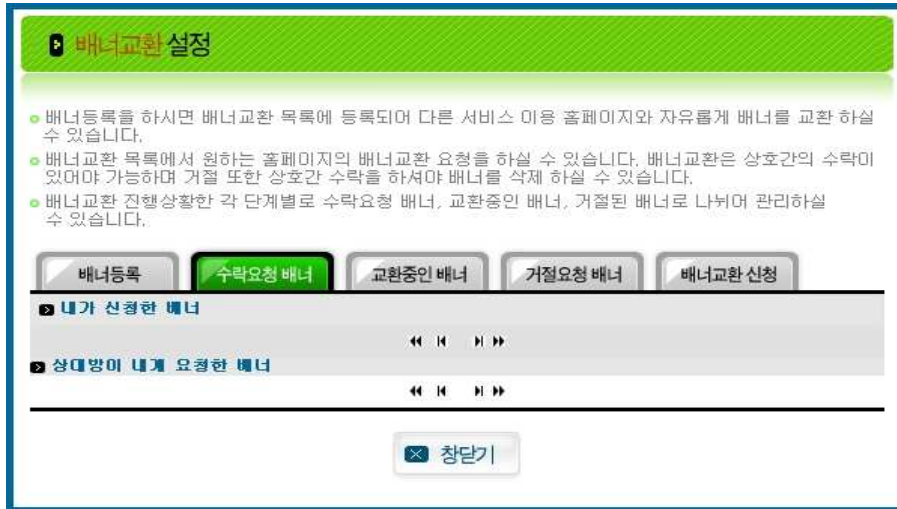 배너교환 설정
배너등록을 하시면 배너교환 목록에 등록되어 다른 서비스 이용 홈페이지와 자유롭게 배너를 교환 하실
수 있습니다.
배너교환 목록에서 원하는 홈페이지의 배너교환 요청을 하실 수 있습니다. 배너교환은 상호간의 수락이
있어야 가능하며 거절 또한 상호간 수락을 하셔야 배너를 삭제 하실 수 있습니다.
배너교환 진행상황한 각 단계별로 수락요청 배너, 교환중인 배너, 거절된 배너로 나뉘어 관리하실
수 있습니다.
배너등록 수락요청 배너 교환중인 배너 거절요청 배너 배너교환 신청
내가 신청한 배너
상대방이 내게 요청한 배너
창닫기